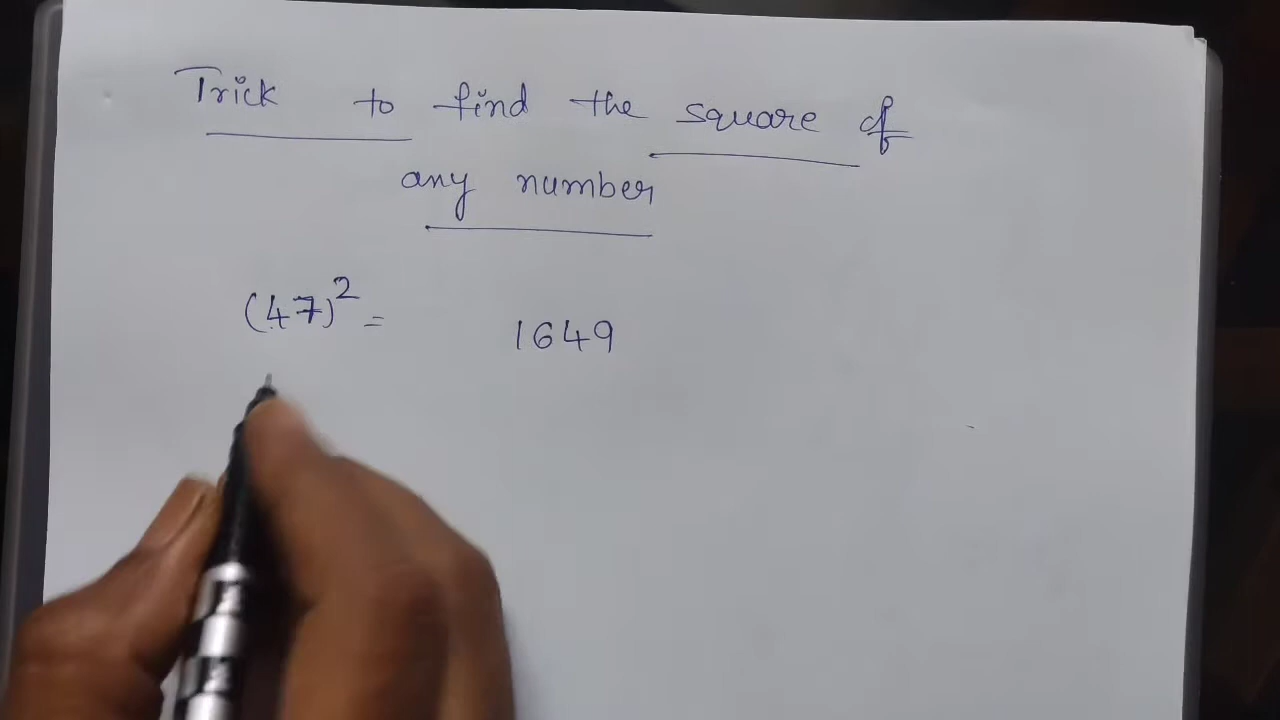 Trick to find the square of
any number
(47)² = 1649